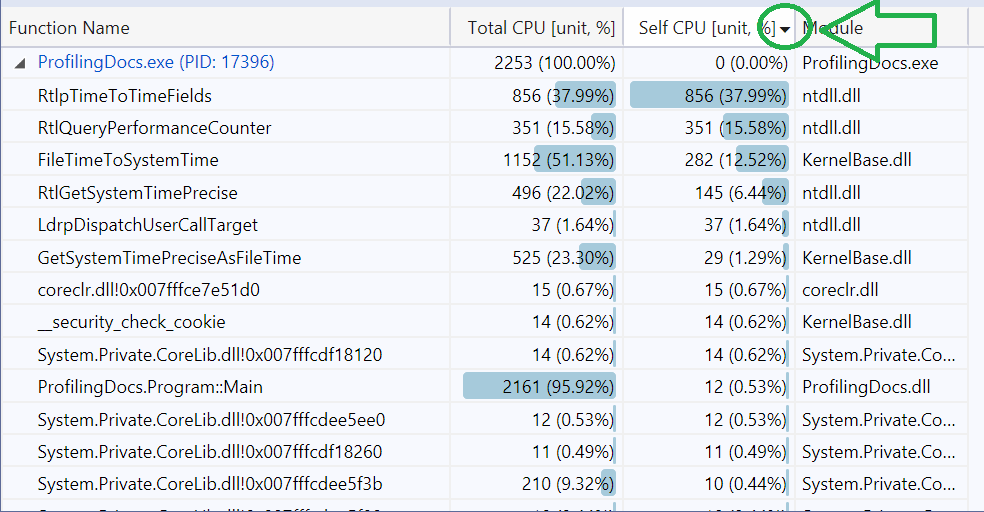 Function Name Total CPU [unit, %] Self CPU [unit, %] Module
ProfilingDocs.exe (PID: 17396) 2253 (100.00%) 0 (0.00%) ProfilingDocs.exe
RtlpTimeToTimeFields 856 (37.99%) 856 (37.99%) ntdll.dll
RtlQueryPerformanceCounter 351 (15.58%) 351 (15.58%) ntdll.dll
FileTimeToSystemTime 1152 (51.13%) 282 (12.52%) KernelBase.dll
RtlGetSystemTimePrecise 496 (22.02%) 145 (6.44%) ntdll.dll
LdrpDispatchUserCallTarget 37 (1.64%) 37 (1.64%) ntdll.dll
GetSystemTimePreciseAsFileTime 525 (23.30%) 29 (1.29%) KernelBase.dll
coreclr.dll!0x007fffce7e51d0 15 (0.67%) 15 (0.67%) coreclr.dll
__security_check_cookie 14 (0.62%) 14 (0.62%) KernelBase.dll
System.Private.CoreLib.dll!0x007fffcdf18120 14 (0.62%) 14 (0.62%) System.Private.Co...
ProfilingDocs.Program::Main 2161 (95.92%) 12 (0.53%) ProfilingDocs.dll
System.Private.CoreLib.dll!0x007fffcdee5ee0 12 (0.53%) 12 (0.53%) System.Private.Co...
System.Private.CoreLib.dll!0x007fffcdf18260 11 (0.49%) 11 (0.49%) System.Private.Co...
System.Private.CoreLib.dll!0x007fffcdee5f3b 210 (9.32%) 10 (0.44%) System.Private.Co...